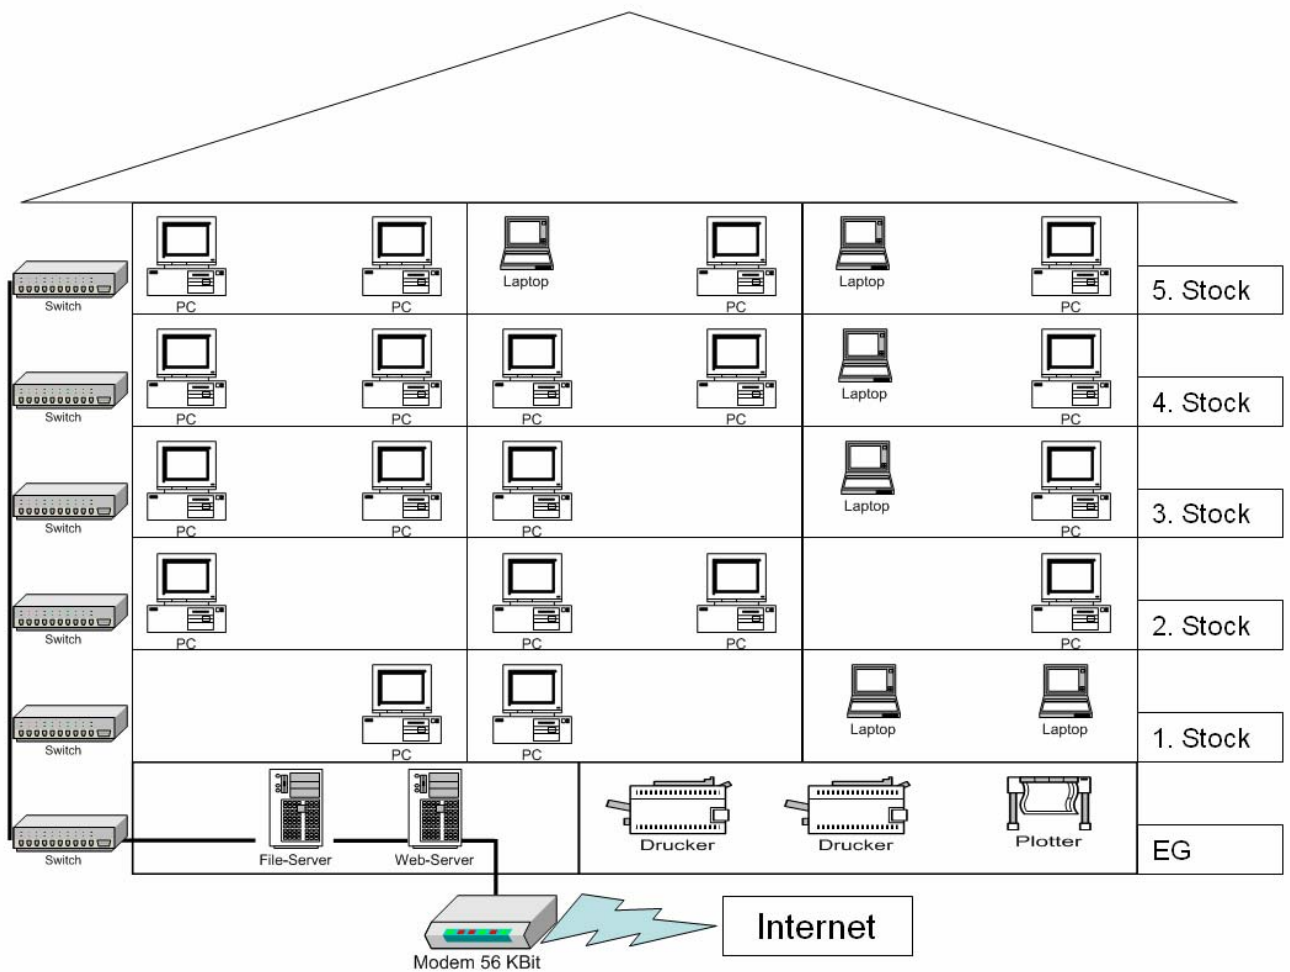 Laptop
Laptop
Switch
PC
PC
PC
PC
5. Stock
Laptop
Switch
PC
PC
PC
PC
PC
4. Stock
Laptop
Switch
PC
PC
PC
PC
3. Stock
Switch
PC
PC
PC
PC
2. Stock
Laptop
Laptop
Switch
PC
PC
1. Stock
Drucker
Drucker
Plotter
Switch
File-Server
Web-Server
EG
Internet
Modem 56 KBit